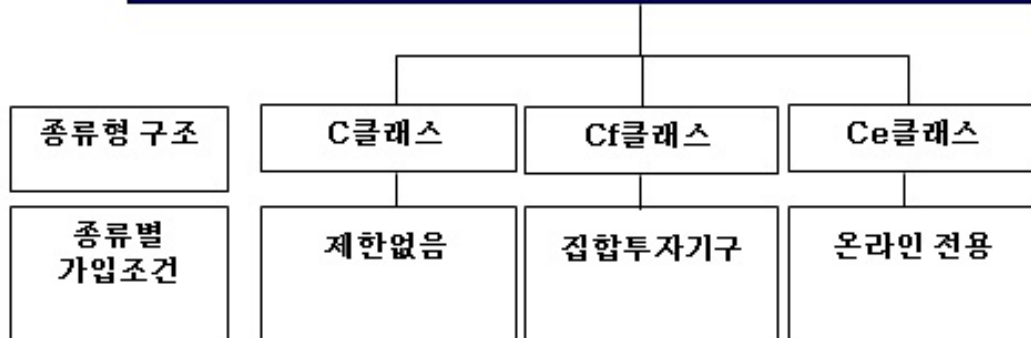 종류형 구조
C클래스
Cf클래스
Ce클래스
종류별
가입조건
제한없음
집합투자기구
온라인 전용